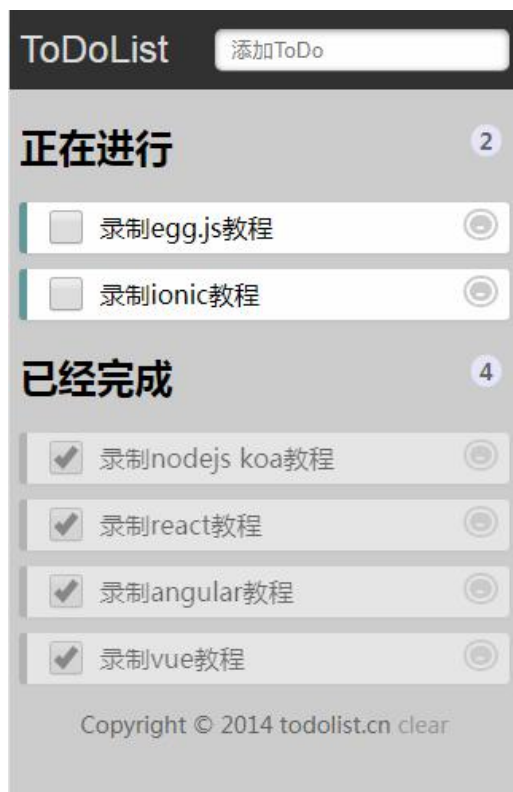 ToDoList 添加ToDo
正在进行 2
录制egg.js教程
录制ionic教程
已经完成 4
录制nodejs koa教程
录制react教程
录制angular教程
录制vue教程
Copyright © 2014 todolist.cn clear